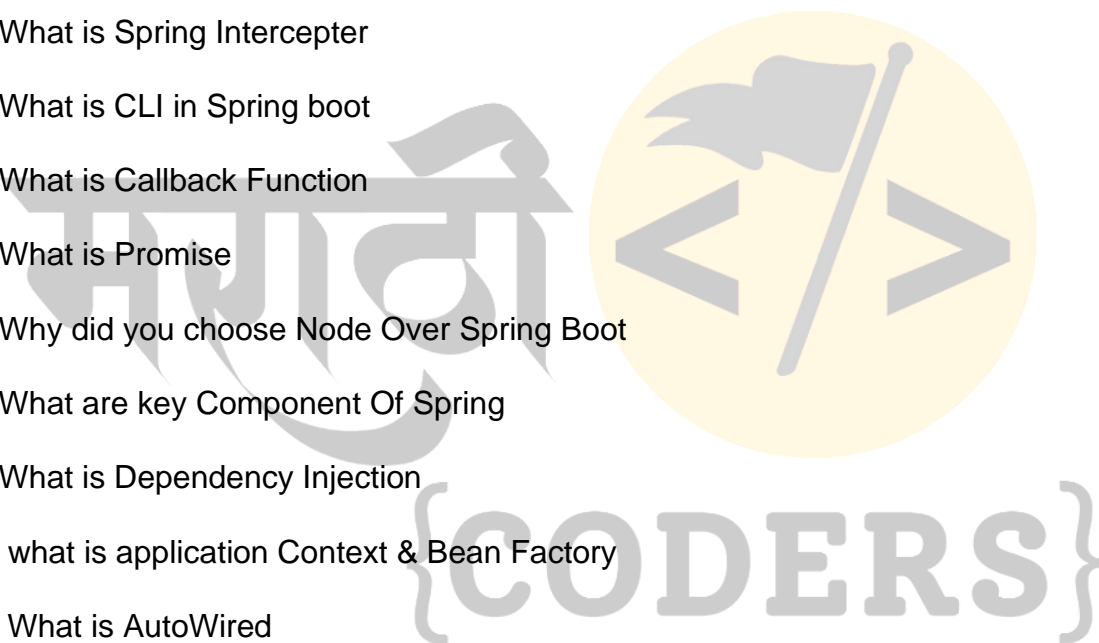 What is Spring Intercepter
What is CLI in Spring boot
What is Callback Function
मराठी
What is Promise
</>
Why did you choose Node Over Spring Boot
What are key Component Of Spring
What is Dependency Injection
what is application Context & Bean Factory
{CODERS}
What is AutoWired